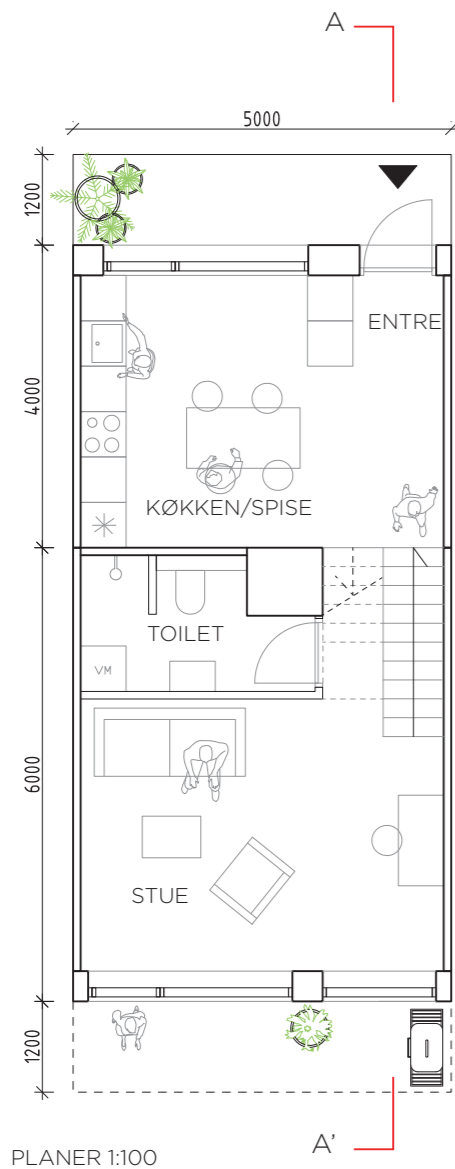 A
5000
1200
ENTRE
4000
KØKKEN/SPISE
TOILET
VM
6000
STUE
1200
A'
PLANER 1:100